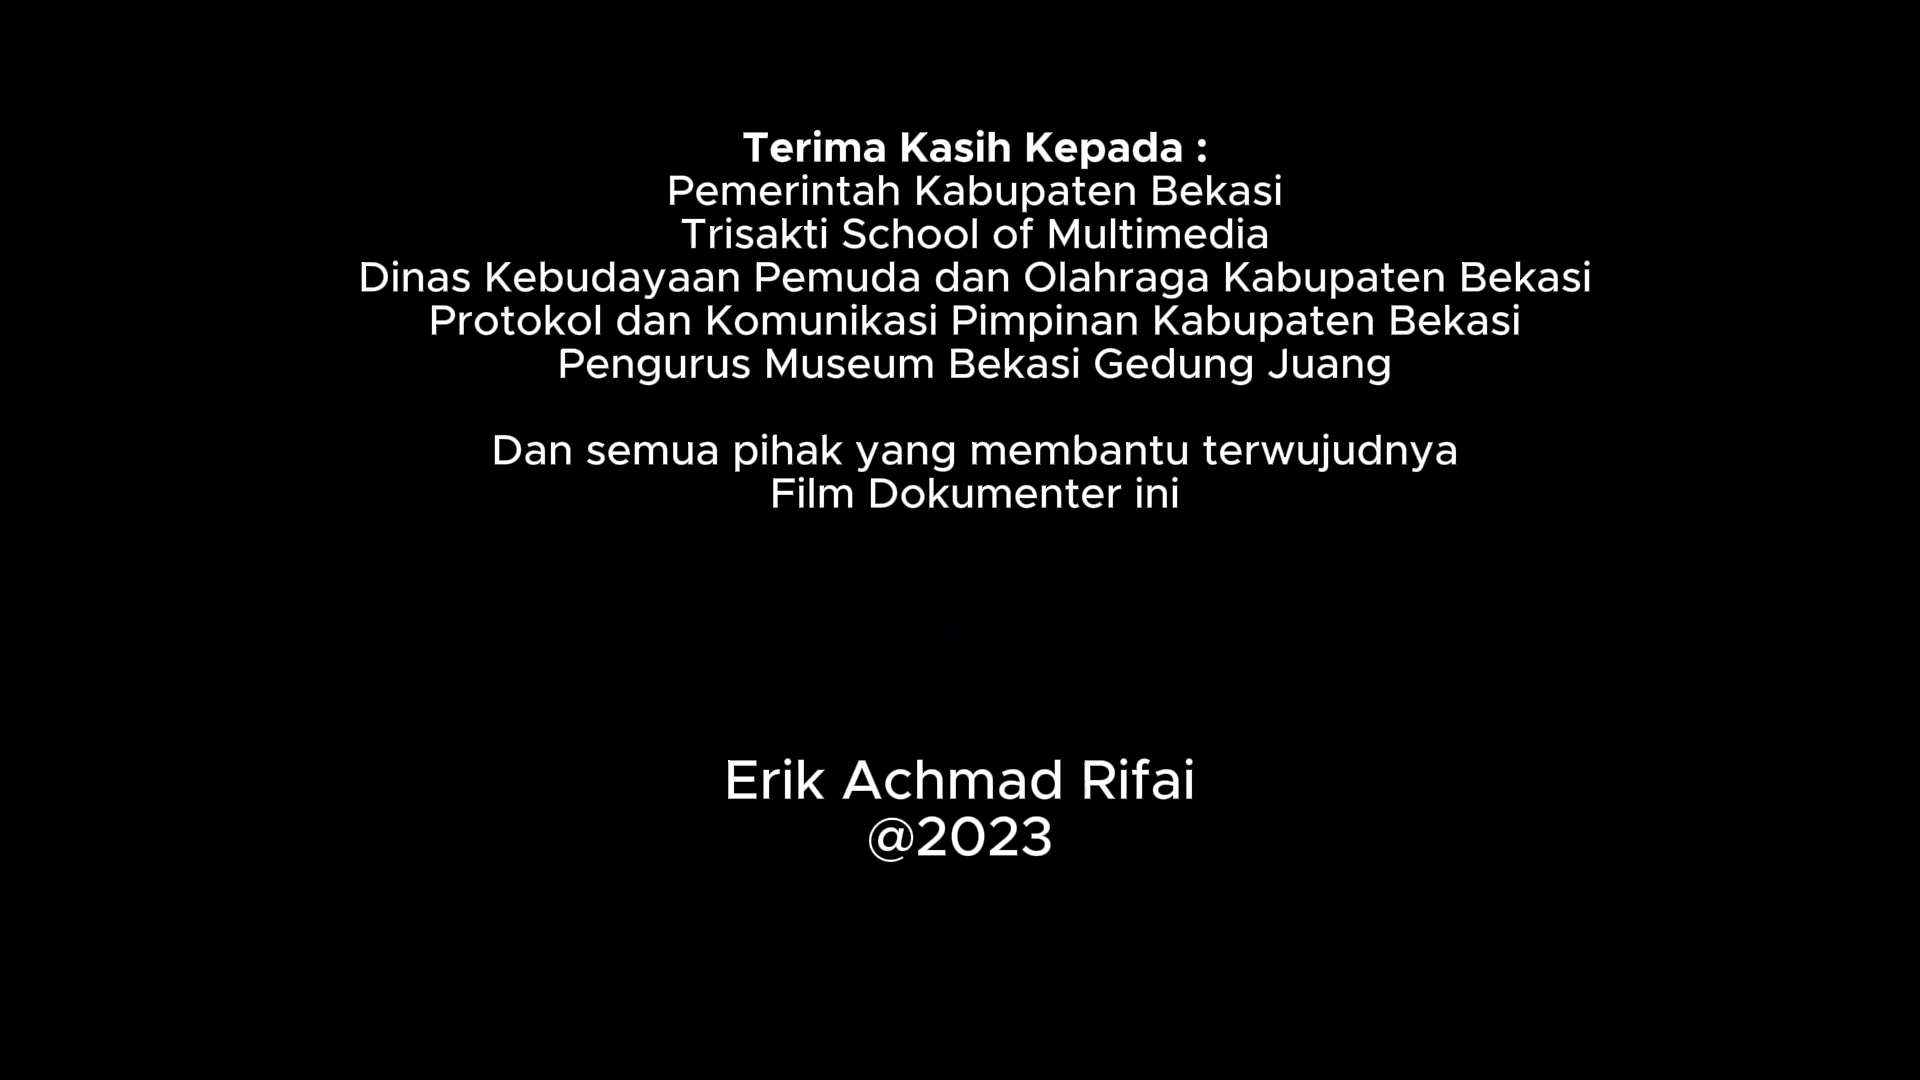 Terima Kasih Kepada :
Pemerintah Kabupaten Bekasi
Trisakti School of Multimedia
Dinas Kebudayaan Pemuda dan Olahraga Kabupaten Bekasi
Protokol dan Komunikasi Pimpinan Kabupaten Bekasi
Pengurus Museum Bekasi Gedung Juang
Dan semua pihak yang membantu terwujudnya
Film Dokumenter ini
Erik Achmad Rifai
@2023